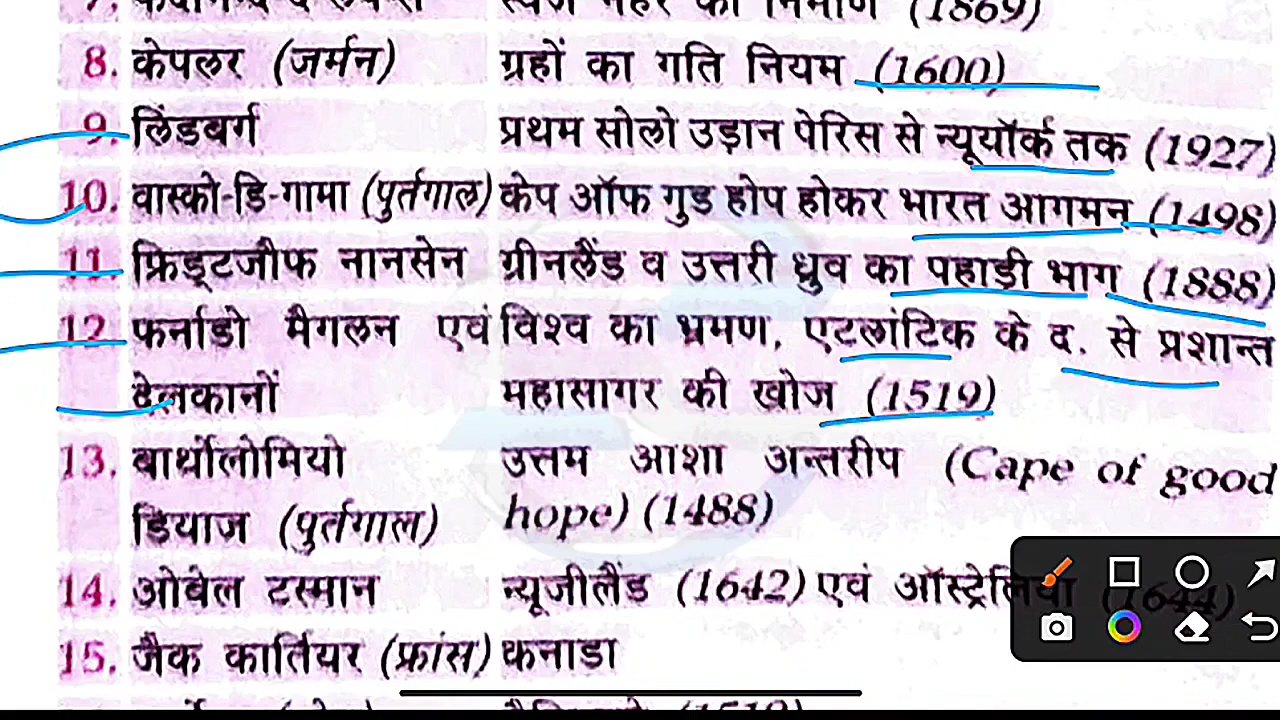 स्वेज नहर का निर्माण (1869)
8. केपलर (जर्मन) ग्रहों का गति नियम (1600)
9. लिंडबर्ग प्रथम सोलो उड़ान पेरिस से न्यूयॉर्क तक (1927)
10. वास्को-डि-गामा (पुर्तगाल) केप ऑफ गुड होप होकर भारत आगमन (1498)
11. फ्रिड्टजौफ नानसेन ग्रीनलैंड व उत्तरी ध्रुव का पहाड़ी भाग (1888)
12. फर्नाडो मैगलन एवं विश्व का भ्रमण, एटलांटिक के द. से प्रशान्त
डेलकानों महासागर की खोज (1519)
13. बार्थोलोमियो उत्तम आशा अन्तरीप (Cape of good
डियाज (पुर्तगाल) hope) (1488)
14. ओबेल टस्मान न्यूजीलैंड (1642) एवं ऑस्ट्रेलिया (1644)
15. जैक कार्तियर (फ्रांस) कनाडा